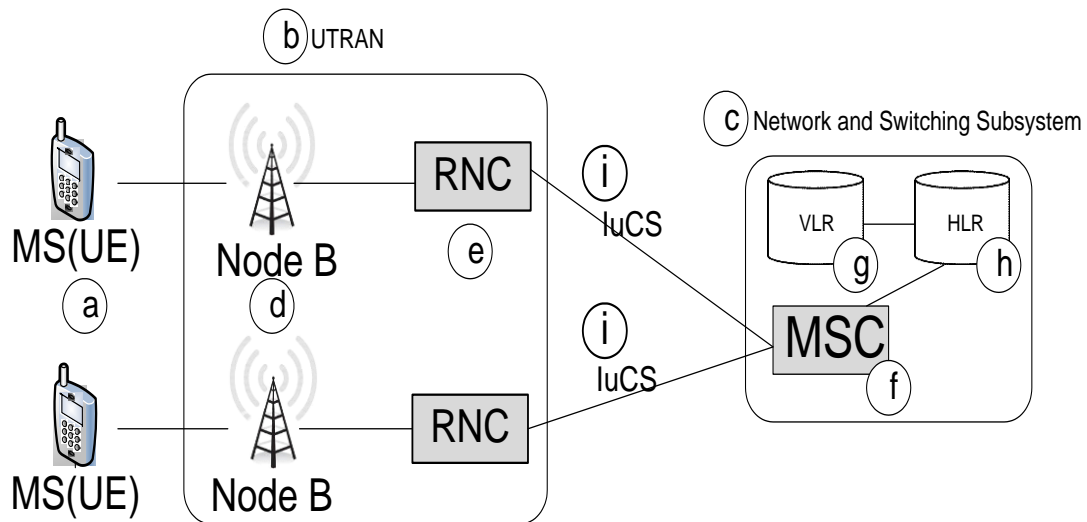 b UTRAN
c Network and Switching Subsystem
MS(UE)
a
Node B
d
RNC
e
i
IuCS
VLR
g
HLR
h
MSC
f
i
IuCS
MS(UE)
Node B
RNC